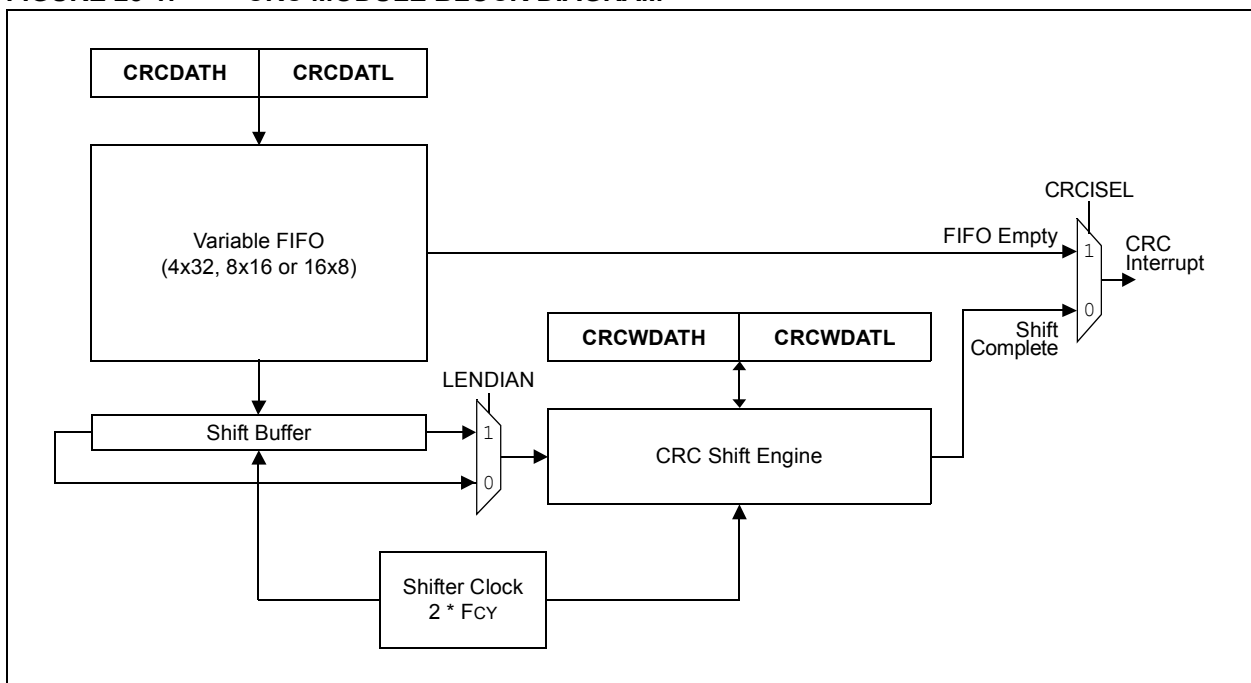 CRCDATH CRCDATL
Variable FIFO
(4x32, 8x16 or 16x8)
CRCISEL
FIFO Empty
1
CRC
Interrupt
0
Shift
Complete
CRCWDATH CRCWDATL
LENDIAN
Shift Buffer
1
0
CRC Shift Engine
Shifter Clock
2 * FCY